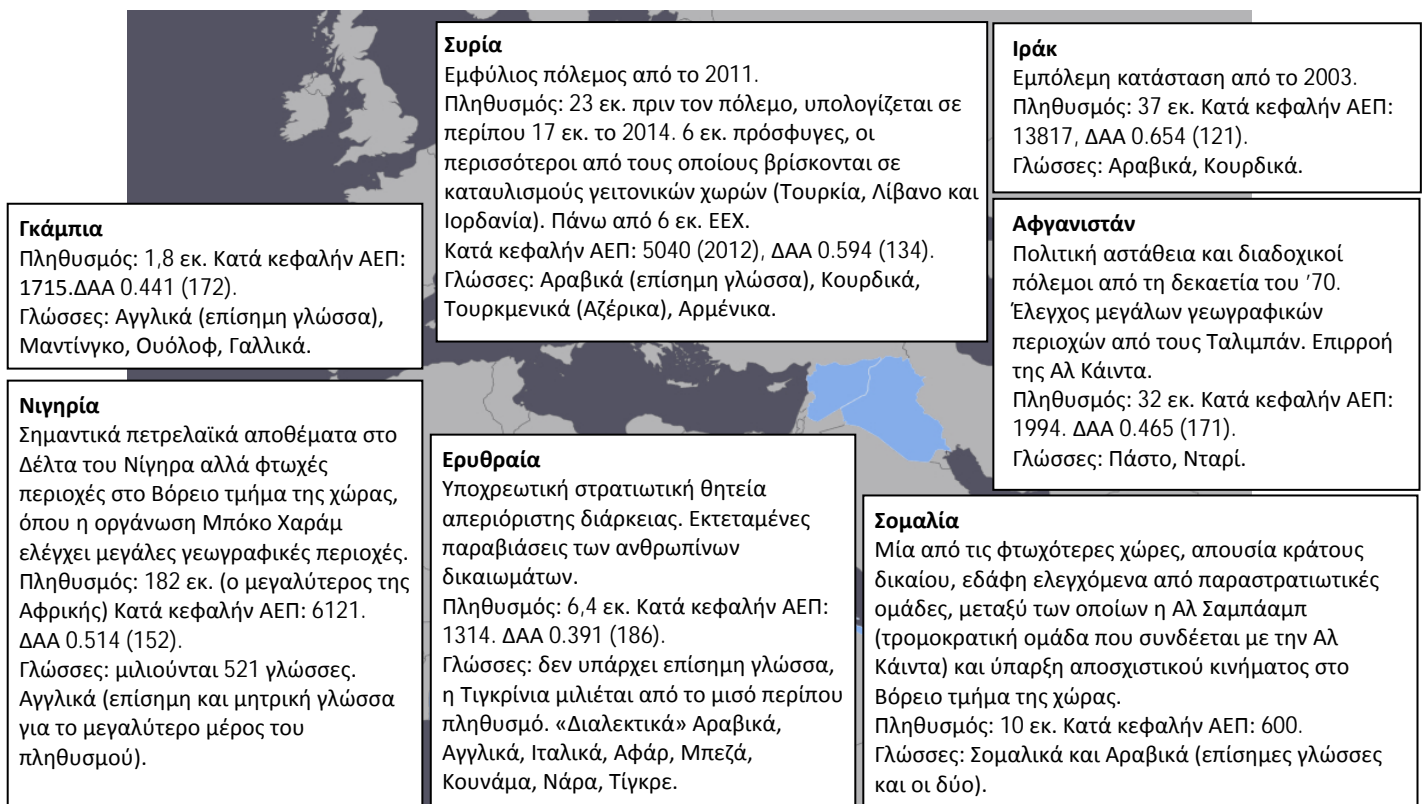 Συρία
Εμφύλιος πόλεμος από το 2011.
Πληθυσμός: 23 εκ. πριν τον πόλεμο, υπολογίζεται σε
περίπου 17 εκ. το 2014. 6 εκ. πρόσφυγες, οι
περισσότεροι από τους οποίους βρίσκονται σε
καταυλισμούς γειτονικών χωρών (Τουρκία, Λίβανο και
Ιορδανία). Πάνω από 6 εκ. ΕΕΧ.
Κατά κεφαλήν ΑΕΠ: 5040 (2012), ΔΑΑ 0.594 (134).
Γλώσσες: Αραβικά (επίσημη γλώσσα), Κουρδικά,
Τουρκμενικά (Αζέρικα), Αρμένικα.
Ιράκ
Εμπόλεμη κατάσταση από το 2003.
Πληθυσμός: 37 εκ. Κατά κεφαλήν ΑΕΠ:
13817, ΔΑΑ 0.654 (121).
Γλώσσες: Αραβικά, Κουρδικά.
Γκάμπια
Πληθυσμός: 1,8 εκ. Κατά κεφαλήν ΑΕΠ:
1715.ΔΑΑ 0.441 (172).
Γλώσσες: Αγγλικά (επίσημη γλώσσα),
Μαντίνγκο, Ουόλοφ, Γαλλικά.
Αφγανιστάν
Πολιτική αστάθεια και διαδοχικοί
πόλεμοι από τη δεκαετία του ’70.
Έλεγχος μεγάλων γεωγραφικών
περιοχών από τους Ταλιμπάν. Επιρροή
της Αλ Κάιντα.
Πληθυσμός: 32 εκ. Κατά κεφαλήν ΑΕΠ:
1994. ΔΑΑ 0.465 (171).
Γλώσσες: Πάστο, Νταρί.
Νιγηρία
Σημαντικά πετρελαϊκά αποθέματα στο
Δέλτα του Νίγηρα αλλά φτωχές
περιοχές στο Βόρειο τμήμα της χώρας,
όπου η οργάνωση Μπόκο Χαράμ
ελέγχει μεγάλες γεωγραφικές περιοχές.
Πληθυσμός: 182 εκ. (ο μεγαλύτερος της
Αφρικής) Κατά κεφαλήν ΑΕΠ: 6121.
ΔΑΑ 0.514 (152).
Γλώσσες: μιλιούνται 521 γλώσσες.
Αγγλικά (επίσημη και μητρική γλώσσα
για το μεγαλύτερο μέρος του
πληθυσμού).
Ερυθραία
Υποχρεωτική στρατιωτική θητεία
απεριόριστης διάρκειας. Εκτεταμένες
παραβιάσεις των ανθρωπίνων
δικαιωμάτων.
Πληθυσμός: 6,4 εκ. Κατά κεφαλήν ΑΕΠ:
1314. ΔΑΑ 0.391 (186).
Γλώσσες: δεν υπάρχει επίσημη γλώσσα,
η Τιγκρίνια μιλιέται από το μισό περίπου
πληθυσμό. «Διαλεκτικά» Αραβικά,
Αγγλικά, Ιταλικά, Αφάρ, Μπεζά,
Κουνάμα, Νάρα, Τίγκρε.
Σομαλία
Μία από τις φτωχότερες χώρες, απουσία κράτους
δικαίου, εδάφη ελεγχόμενα από παραστρατιωτικές
ομάδες, μεταξύ των οποίων η Αλ Σαμπάαμπ
(τρομοκρατική ομάδα που συνδέεται με την Αλ
Κάιντα) και ύπαρξη αποσχιστικού κινήματος στο
Βόρειο τμήμα της χώρας.
Πληθυσμός: 10 εκ. Κατά κεφαλήν ΑΕΠ: 600.
Γλώσσες: Σομαλικά και Αραβικά (επίσημες γλώσσες
και οι δύο).